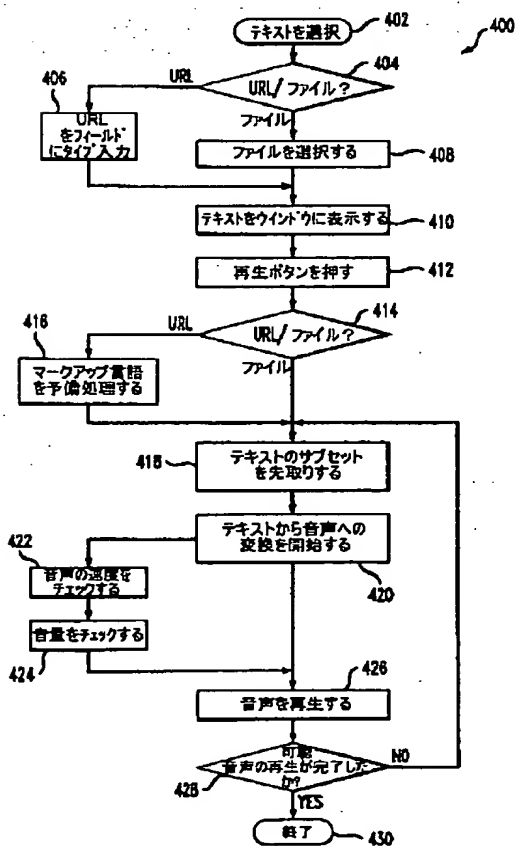 テキストを選択
402
400
404
URL
URL/ファイル?
406
ファイル
URL
をフィールド
にタイプ入力
ファイルを選択する
408
テキストをウインドウに表示する
410
再生ボタンを押す
412
414
URL
URL/ファイル?
416
ファイル
マークアップ言語
を予備処理する
418
テキストのサブセット
を先取りする
テキストから音声への
変換を開始する
420
422
音声の速度を
チェックする
音量をチェックする
424
426
音声を再生する
可能
音声の再生が完了した
か?
NO
428
YES
終了
430